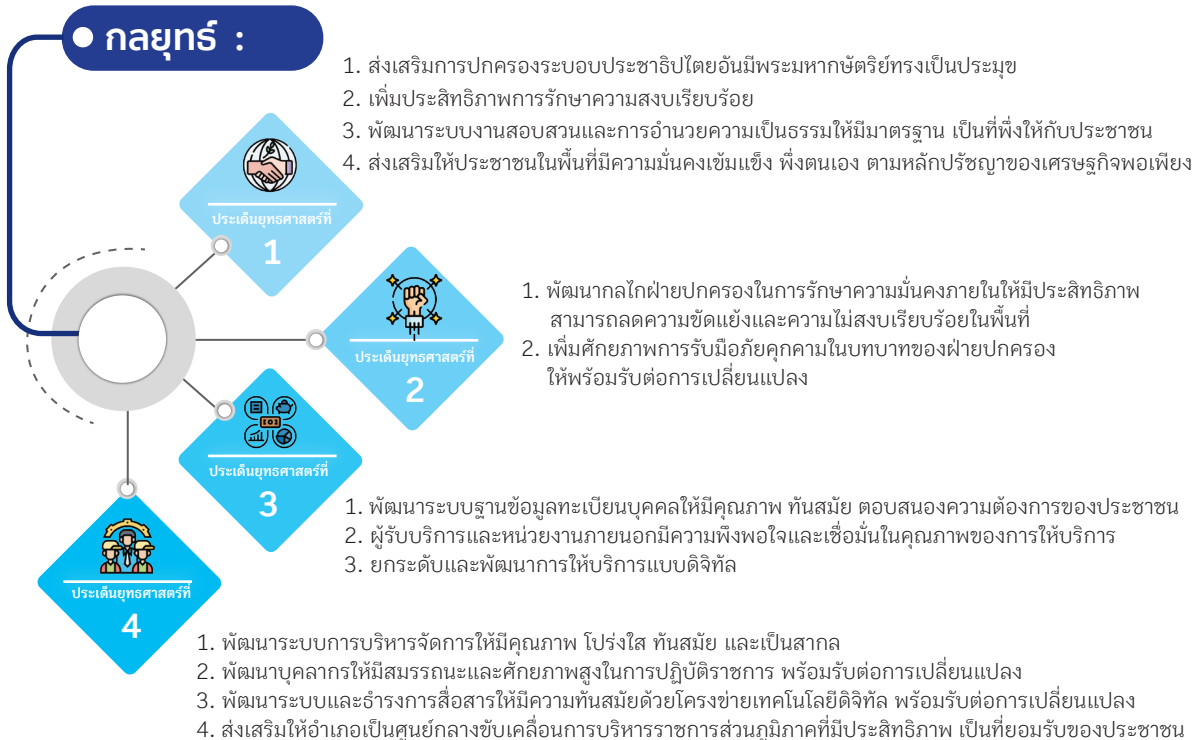 กลยุทธ์ :
1. ส่งเสริมการปกครองระบอบประชาธิปไตยอันมีพระมหากษัตริย์ทรงเป็นประมุข
2. เพิ่มประสิทธิภาพการรักษาความสงบเรียบร้อย
3. พัฒนาระบบงานสอบสวนและการอำนวยความเป็นธรรมให้มีมาตรฐาน เป็นที่พึ่งให้กับประชาชน
4. ส่งเสริมให้ประชาชนในพื้นที่มีความมั่นคงเข้มแข็ง พึ่งตนเอง ตามหลักปรัชญาของเศรษฐกิจพอเพียง
ประเด็นยุทธศาสตร์ที่
1
1. พัฒนากลไกฝ่ายปกครองในการรักษาความมั่นคงภายในให้มีประสิทธิภาพ
สามารถลดความขัดแย้งและความไม่สงบเรียบร้อยในพื้นที่
2. เพิ่มศักยภาพการรับมือภัยคุกคามในบทบาทของฝ่ายปกครอง
ให้พร้อมรับต่อการเปลี่ยนแปลง
ประเด็นยุทธศาสตร์ที่
2
ประเด็นยุทธศาสตร์ที่
3
1. พัฒนาระบบฐานข้อมูลทะเบียนบุคคลให้มีคุณภาพ ทันสมัย ตอบสนองความต้องการของประชาชน
2. ผู้รับบริการและหน่วยงานภายนอกมีความพึงพอใจและเชื่อมั่นในคุณภาพของการให้บริการ
3. ยกระดับและพัฒนาการให้บริการแบบดิจิทัล
ประเด็นยุทธศาสตร์ที่
4
1. พัฒนาระบบการบริหารจัดการให้มีคุณภาพ โปร่งใส ทันสมัย และเป็นสากล
2. พัฒนาบุคลากรให้มีสมรรถนะและศักยภาพสูงในการปฏิบัติราชการ พร้อมรับต่อการเปลี่ยนแปลง
3. พัฒนาระบบและธำรงการสื่อสารให้มีความทันสมัยด้วยโครงข่ายเทคโนโลยีดิจิทัล พร้อมรับต่อการเปลี่ยนแปลง
4. ส่งเสริมให้อำเภอเป็นศูนย์กลางขับเคลื่อนการบริหารราชการส่วนภูมิภาคที่มีประสิทธิภาพ เป็นที่ยอมรับของประชาชน